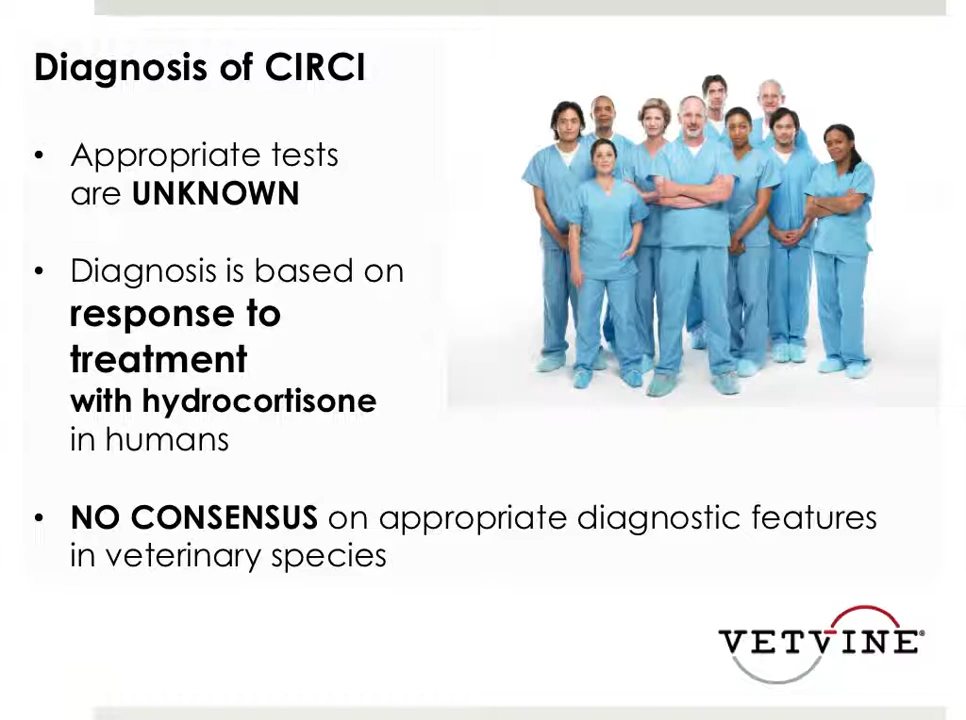 Diagnosis of CIRCI
• Appropriate tests
are UNKNOWN
• Diagnosis is based on
response to
treatment
with hydrocortisone
in humans
• NO CONSENSUS on appropriate diagnostic features
in veterinary species
VETVINE®